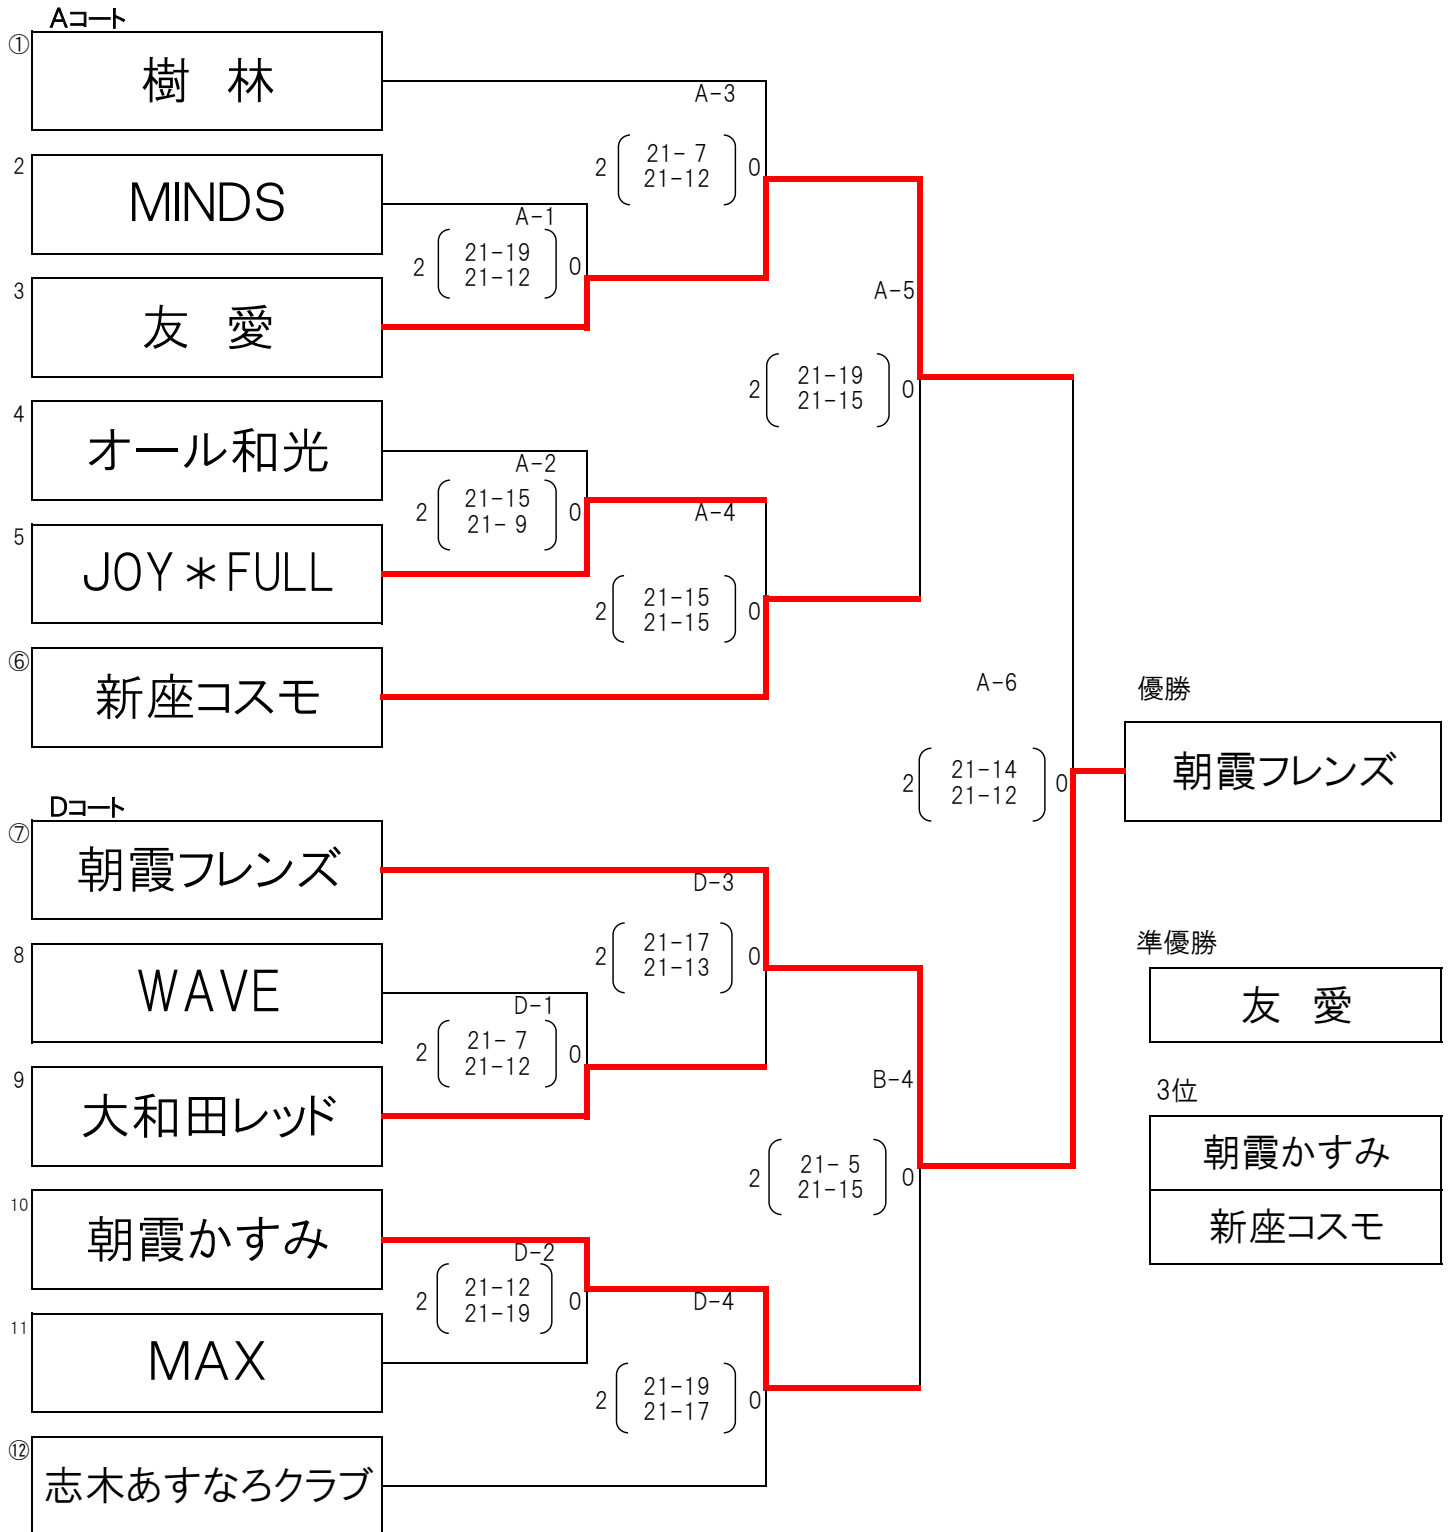 Aコート
① 樹　林
A-3
2 21- 7 0
21-12
2 MINDS
A-1
2 21-19 0
21-12
3 友　愛
A-5
2 21-19 0
21-15
4 オール和光
A-2
2 21-15 0
21- 9
A-4
5 JOY＊FULL
2 21-15 0
21-15
⑥ 新座コスモ
A-6
2 21-14 0
21-12
優勝
朝霞フレンズ
Dコート
⑦ 朝霞フレンズ
D-3
2 21-17 0
21-13
8 WAVE
D-1
2 21- 7 0
21-12
9 大和田レッド
B-4
2 21- 5 0
21-15
準優勝
友　愛
3位
朝霞かすみ
新座コスモ
10 朝霞かすみ
D-2
2 21-12 0
21-19
D-4
11 MAX
2 21-19 0
21-17
⑫ 志木あすなろクラブ